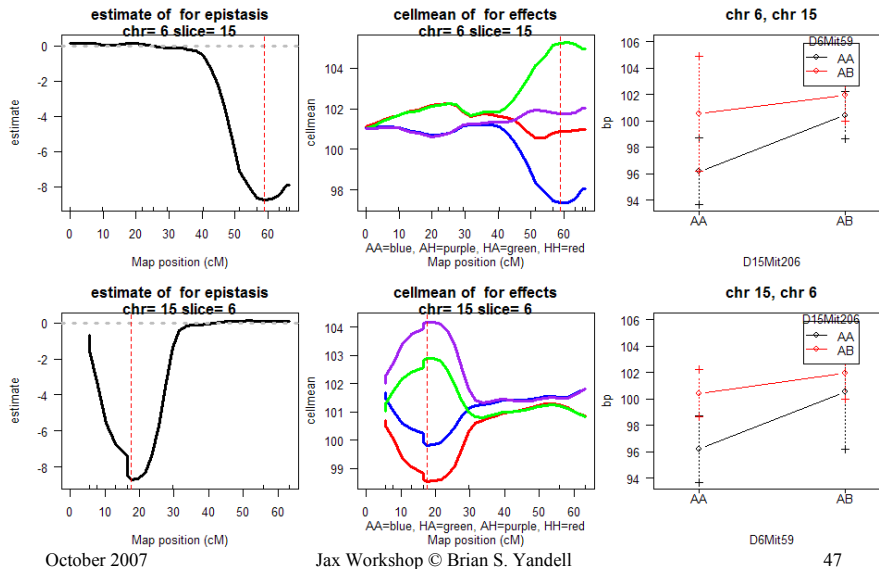 estimate of for epistasis
chr= 6 slice= 15
estimate
0
-2
-4
-6
-8
0 10 20 30 40 50 60
Map position (cM)
cellmean of for effects
chr= 6 slice= 15
cellmean
106
104
102
100
98
0 10 20 30 40 50 60
AA=blue, AH=purple, HA=green, HH=red
Map position (cM)
chr 6, chr 15
bp
106
104
102
100
98
96
94
D6Mit59
AA
AB
AA AB
D15Mit206
estimate of for epistasis
chr= 15 slice= 6
estimate
0
-2
-4
-6
-8
0 10 20 30 40 50 60
Map position (cM)
cellmean of for effects
chr= 15 slice= 6
cellmean
104
103
102
101
100
99
0 10 20 30 40 50 60
AA=blue, HA=green, AH=purple, HH=red
Map position (cM)
chr 15, chr 6
bp
106
104
102
100
98
96
94
D15Mit206
AA
AB
AA AB
D6Mit59
October 2007 Jax Workshop © Brian S. Yandell 47